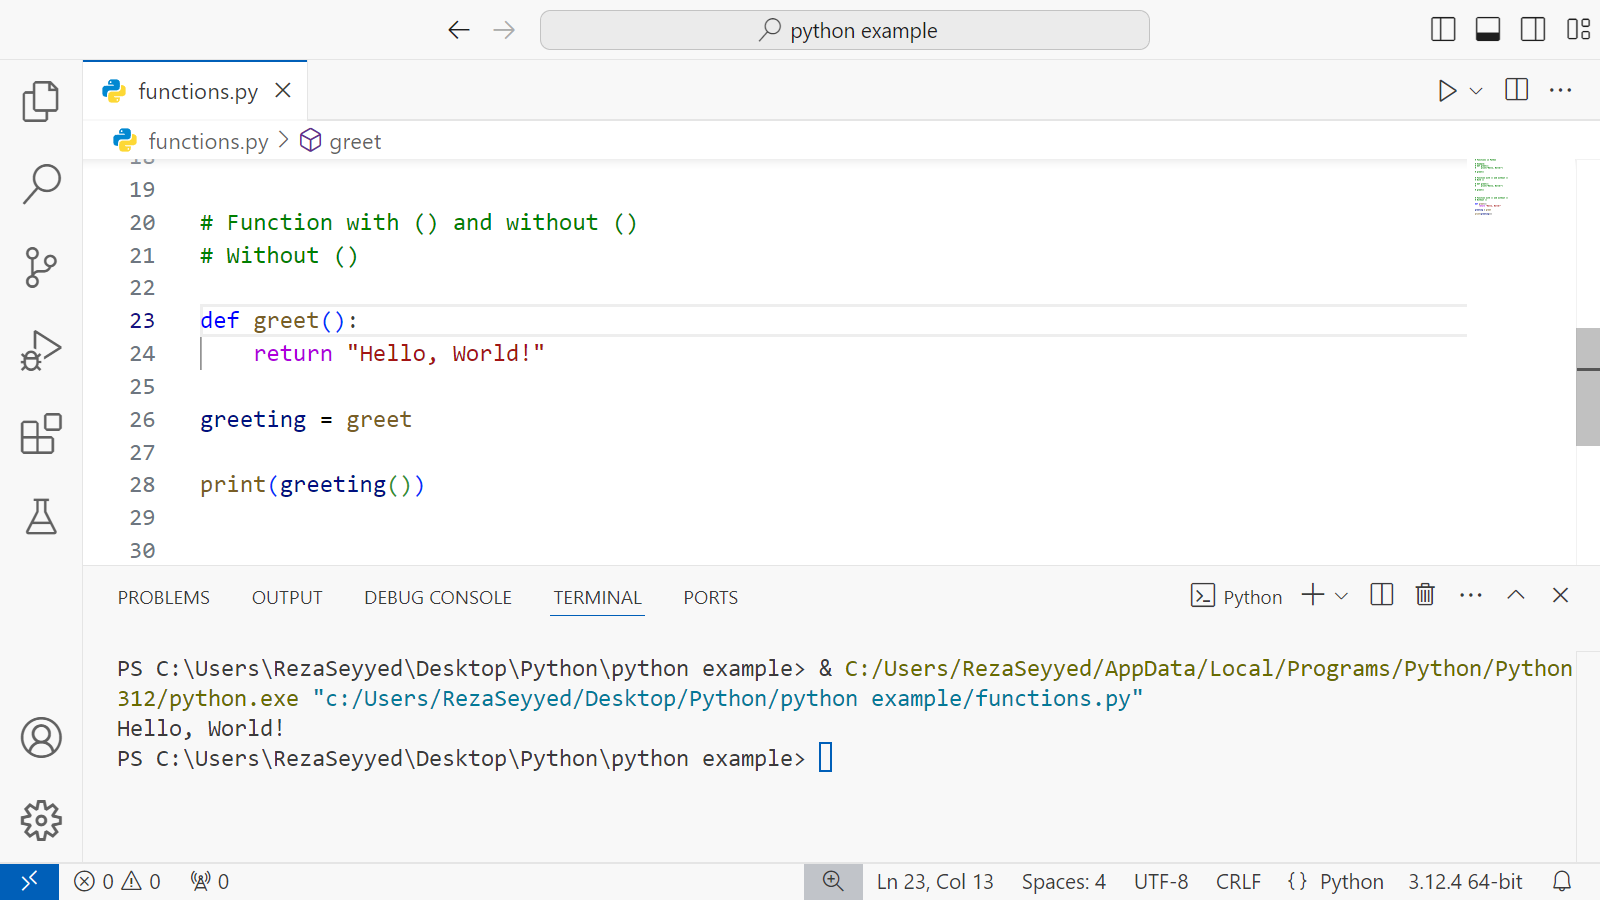 python example
functions.py
functions.py > greet
18
19
20 # Function with () and without ()
21 # Without ()
22
23 def greet():
24     return "Hello, World!"
25
26 greeting = greet
27
28 print(greeting())
29
30
PROBLEMS OUTPUT DEBUG CONSOLE TERMINAL PORTS Python
PS C:\Users\RezaSeyyed\Desktop\Python\python example> & C:/Users/RezaSeyyed/AppData/Local/Programs/Python/Python
312/python.exe "c:/Users/RezaSeyyed/Desktop/Python/python example/functions.py"
Hello, World!
PS C:\Users\RezaSeyyed\Desktop\Python\python example>
0 0 0 Ln 23, Col 13 Spaces: 4 UTF-8 CRLF {} Python 3.12.4 64-bit